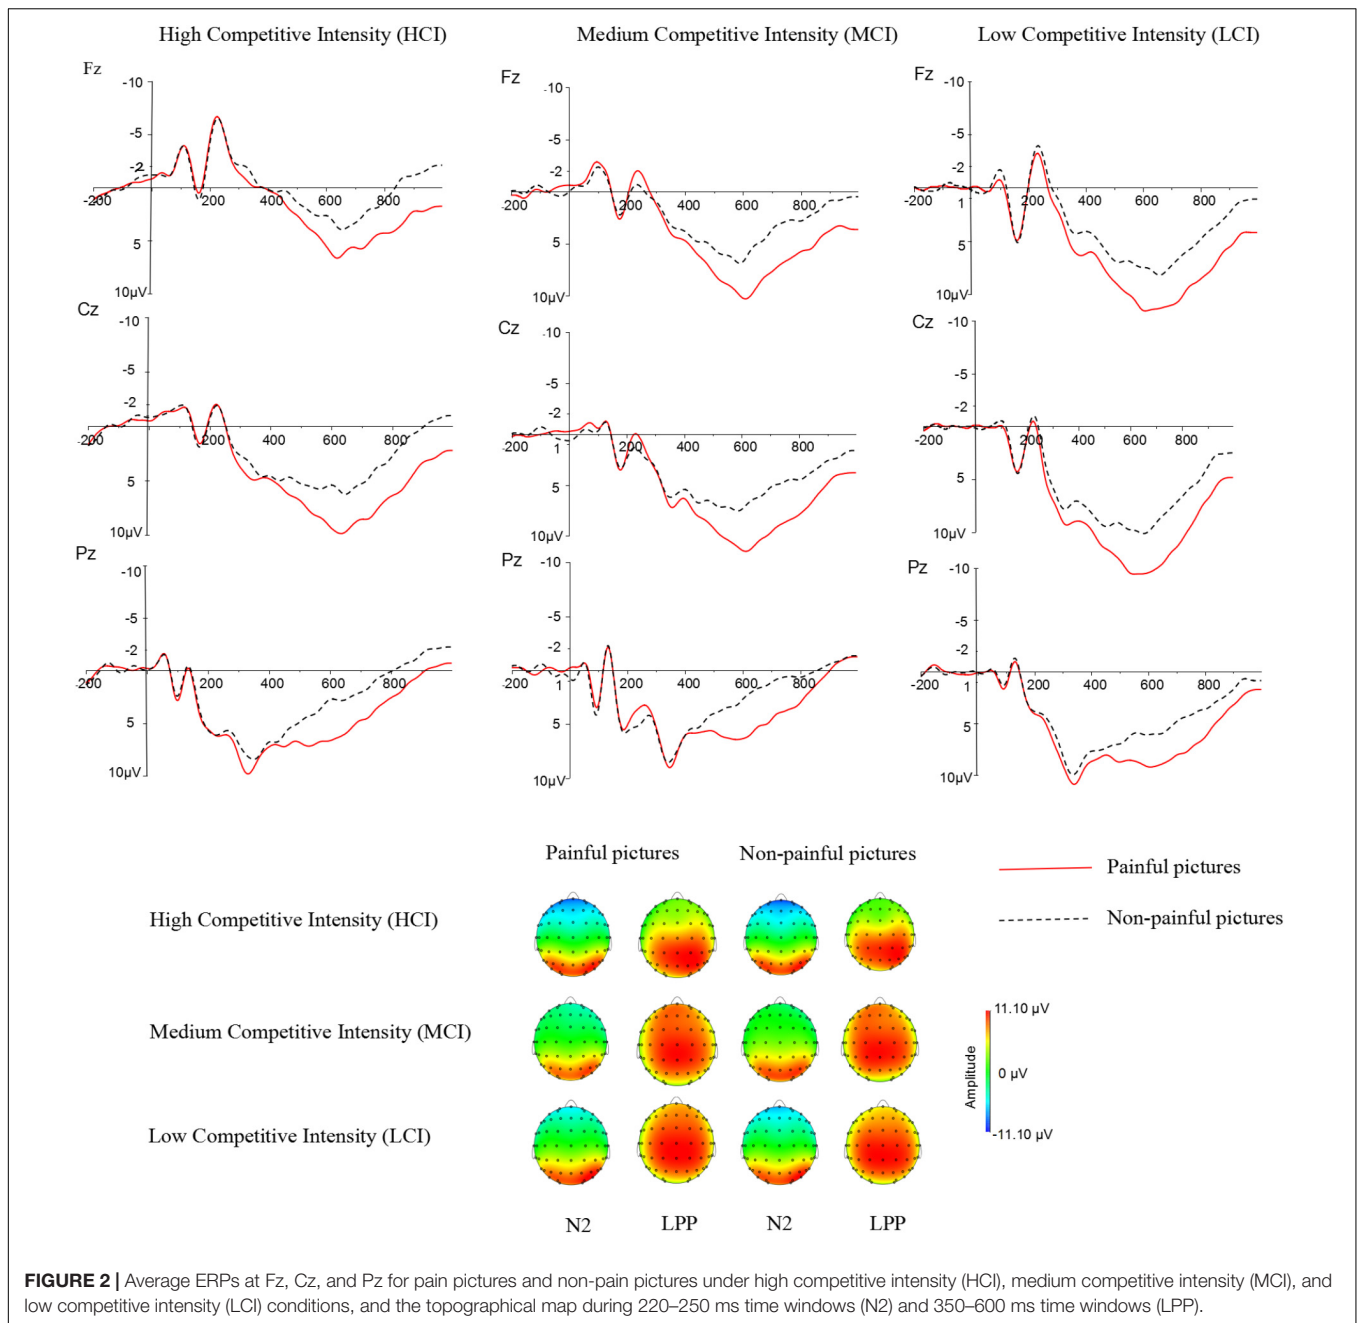 High Competitive Intensity (HCI)
Medium Competitive Intensity (MCI)
Low Competitive Intensity (LCI)
Fz
-10
-5
-2
-200
200
400
600
800
5
10μV
Fz
-10
-5
-2
-200
200
400
600
800
5
10μV
Fz
-10
-5
-2
-200
1
200
400
600
800
5
10μV
Cz
-10
-5
-2
-200
200
400
600
800
5
10μV
Cz
-10
-5
-2
-200
1
200
400
600
800
5
10μV
Cz
-10
-5
-2
-200
1
200
400
600
800
5
10μV
Pz
-10
-5
-2
-200
200
400
600
800
5
10μV
Pz
-10
-5
-2
-200
1
200
400
600
800
5
10μV
Pz
-10
-5
-2
-200
1
200
400
600
800
5
10μV
Painful pictures
Non-painful pictures
Painful pictures
Non-painful pictures
High Competitive Intensity (HCI)
Medium Competitive Intensity (MCI)
Low Competitive Intensity (LCI)
11.10 μV
0 μV
-11.10 μV
Amplitude
N2
LPP
N2
LPP
FIGURE 2 | Average ERPs at Fz, Cz, and Pz for pain pictures and non-pain pictures under high competitive intensity (HCI), medium competitive intensity (MCI), and
low competitive intensity (LCI) conditions, and the topographical map during 220–250 ms time windows (N2) and 350–600 ms time windows (LPP).